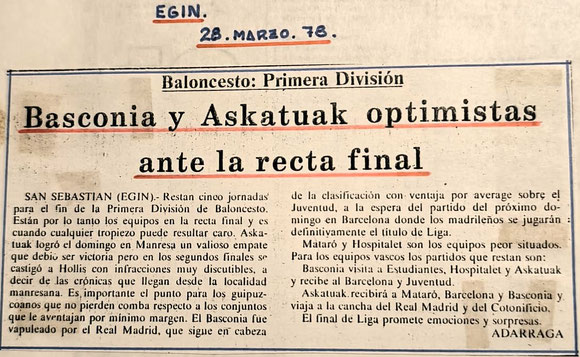 EGIN.
28. MARZO. 78.
Baloncesto: Primera División
Basconia y Askatuak optimistas
ante la recta final
SAN SEBASTIAN (EGIN).- Restan cinco jornadas
para el fin de la Primera División de Baloncesto.
Están por lo tanto los equipos en la recta final y es
cuando cualquier tropiezo puede resultar caro. Aska-
tuak logró el domingo en Manresa un valioso empate
que debió ser victoria pero en los segundos finales se
castigó a Hollis con infracciones muy discutibles, a
decir de las crónicas que llegan desde la localidad
manresana. Es importante el punto para los guipuz-
coanos que no pierden comba respecto a los conjuntos
que le aventajan por mínimo margen. El Basconia fue
vapuleado por el Real Madrid, que sigue en cabeza
de la clasificación con ventaja por average sobre el
Juventud, a la espera del partido del próximo do-
mingo en Barcelona donde los madrileños se jugarán
definitivamente el título de Liga.
Mataró y Hospitalet son los equipos peor situados.
Para los equipos vascos los partidos que restan son:
Basconia visita a Estudiantes, Hospitalet y Askatuak
y recibe al Barcelona y Juventud.
Askatuak recibirá a Mataró, Barcelona y Basconia y
viaja a la cancha del Real Madrid y del Cotonificio.
El final de Liga promete emociones y sorpresas.
ADARRAGA